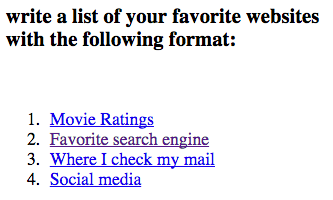 write a list of your favorite websites
with the following format:
1. Movie Ratings
2. Favorite search engine
3. Where I check my mail
4. Social media